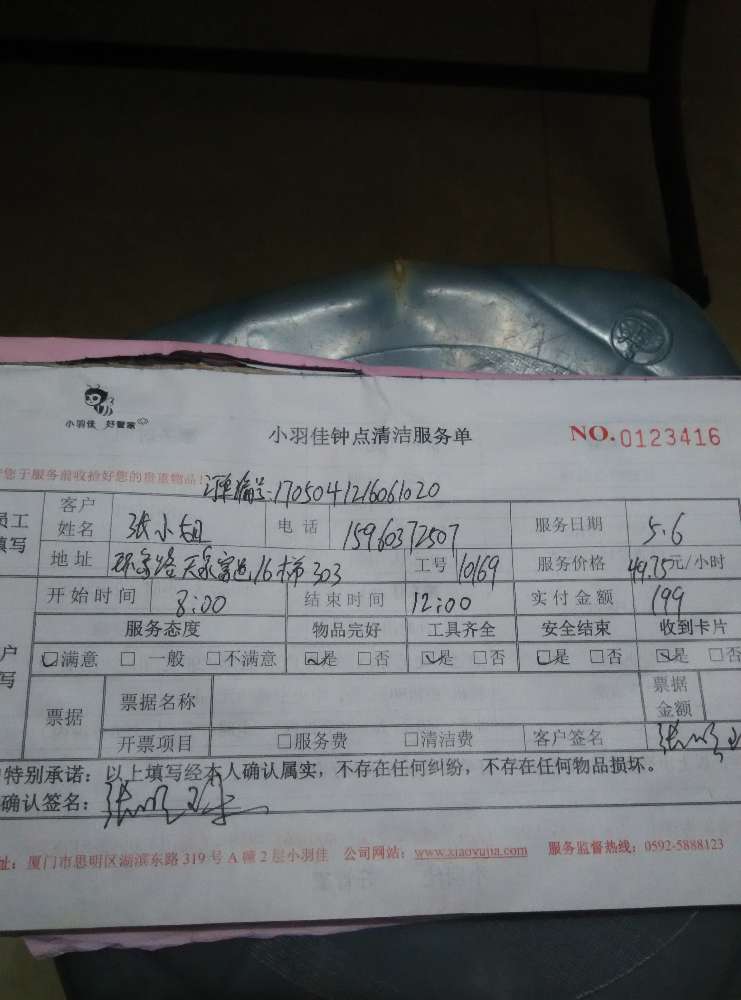 小羽佳 好管家
小羽佳钟点清洁服务单
NO.0123416
您于服务前收拾好您的贵重物品!
订单编号:1705041216061020
员工填写
客户姓名 张小姐 电话 15960372507 服务日期 5.6
地址 16梯303 工号 10169 服务价格 49.75元/小时
开始时间 8:00 结束时间 12:00 实付金额 199
服务态度 物品完好 工具齐全 安全结束 收到卡片
户写
☑满意 □一般 □不满意 ☑是 □否 ☑是 □否 ☑是 □否 ☑是 □否
票据 票据名称 票据金额
开票项目 □服务费 □清洁费 客户签名
特别承诺：以上填写经本人确认属实，不存在任何纠纷，不存在任何物品损坏。
确认签名：
址：厦门市思明区湖滨东路319号A幢2层小羽佳 公司网站：www.xiaoyujia.com 服务监督热线：0592-5888123